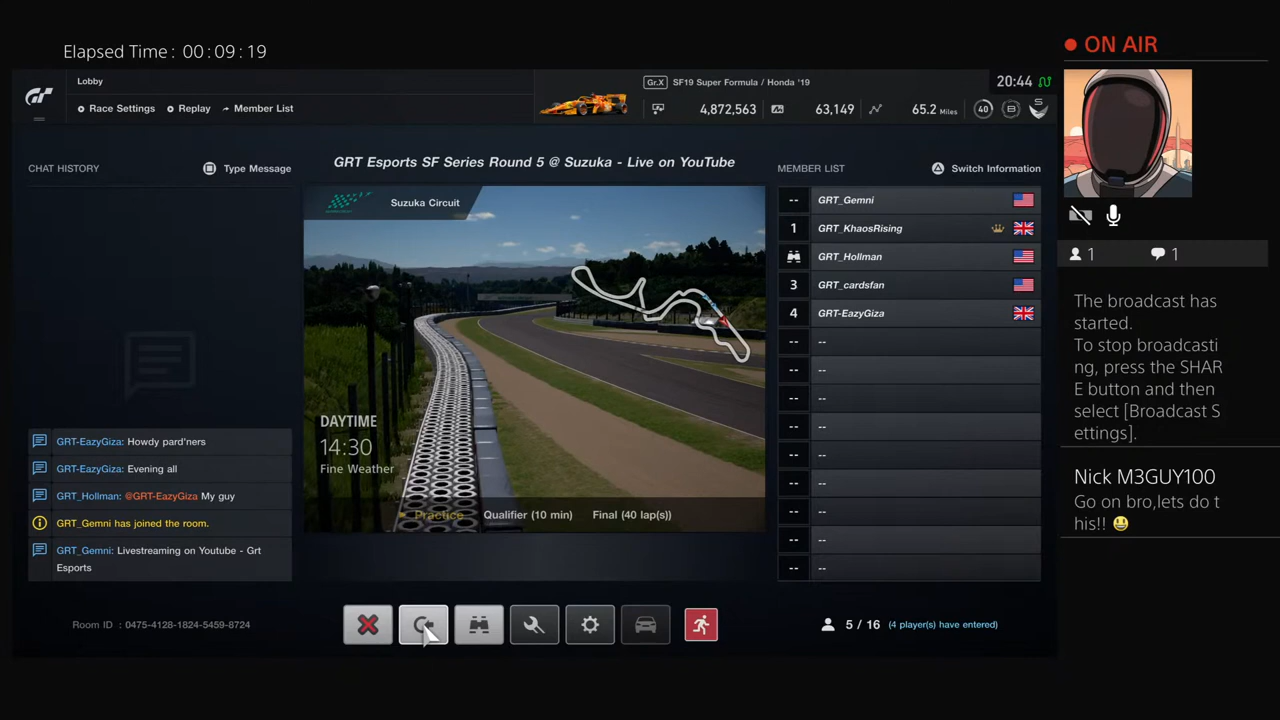 Elapsed Time : 00:09:19
ON AIR
Lobby
Race Settings
Replay
Member List
Gr.X
SF19 Super Formula / Honda '19
4,872,563
63,149
65.2 Miles
20:44
40
B
S
CHAT HISTORY
Type Message
GRT Esports SF Series Round 5 @ Suzuka - Live on YouTube
MEMBER LIST
Switch Information
Suzuka Circuit
DAYTIME
14:30
Fine Weather
Practice
Qualifier (10 min)
Final (40 lap(s))
-- GRT_Gemni
1 GRT_KhaosRising
GRT_Hollman
3 GRT_cardsfan
4 GRT-EazyGiza
-- --
-- --
-- --
-- --
-- --
-- --
-- --
-- --
-- --
GRT-EazyGiza: Howdy pard'ners
GRT-EazyGiza: Evening all
GRT_Hollman: @GRT-EazyGiza My guy
GRT_Gemni has joined the room.
GRT_Gemni: Livestreaming on Youtube - Grt
Esports
Room ID : 0475-4128-1824-5459-8724
5 / 16 (4 player(s) have entered)
1
1
The broadcast has
started.
To stop broadcasti
ng, press the SHAR
E button and then
select [Broadcast S
ettings].
Nick M3GUY100
Go on bro,lets do t
his!! 😃